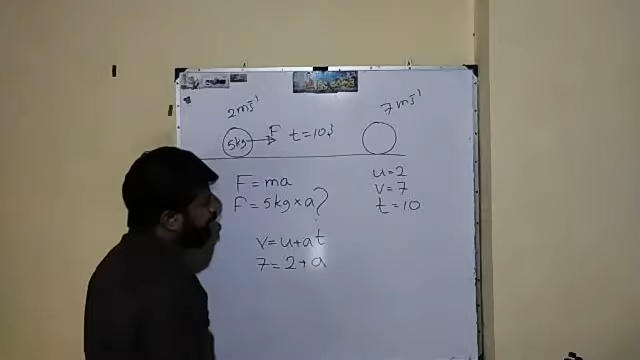 2ms⁻¹
7ms⁻¹
5kg F t=10s
F=ma
F=5kg×a ?
v=u+at
7=2+a
u=2
v=7
t=10